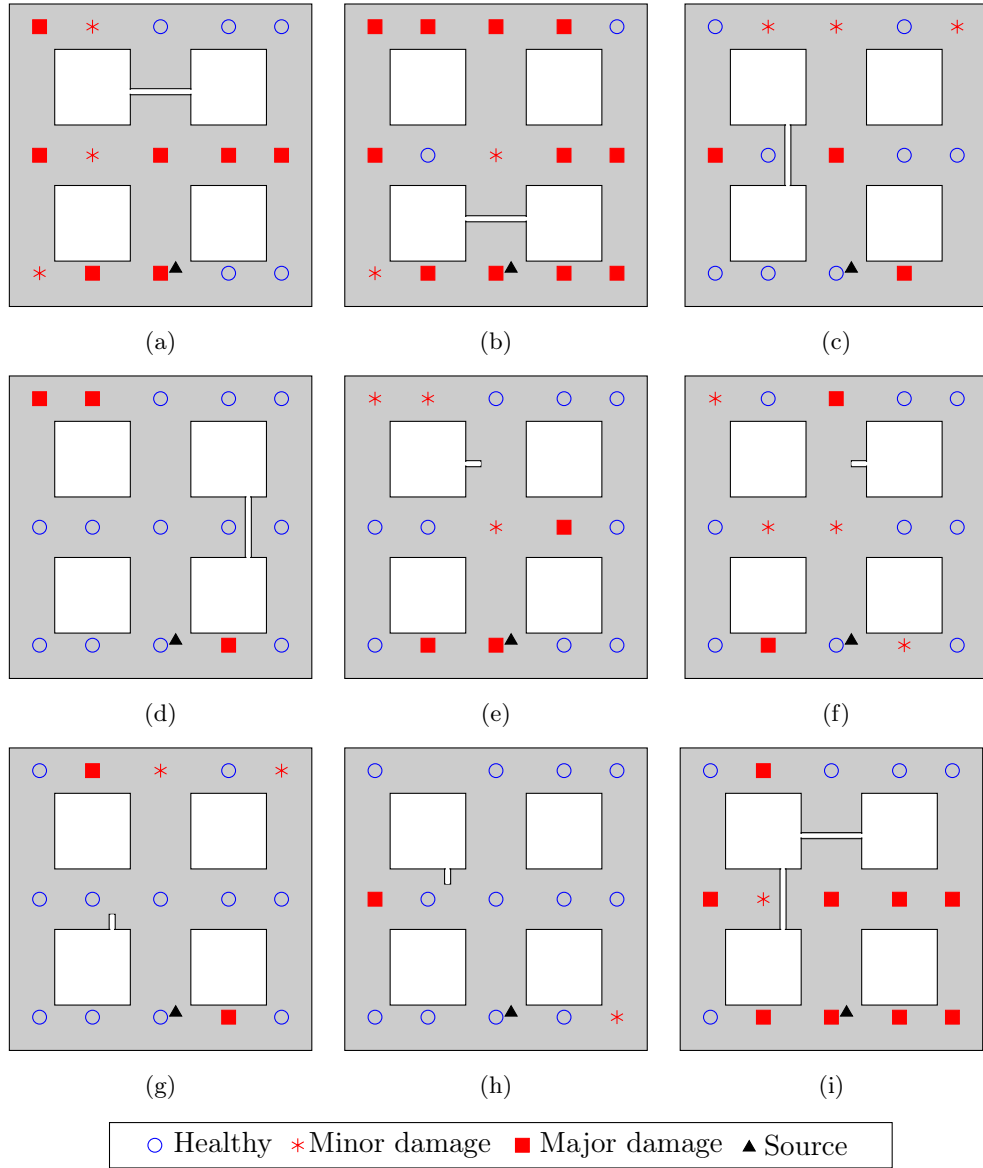 (a) (b) (c)
(d) (e) (f)
(g) (h) (i)
Healthy Minor damage Major damage Source